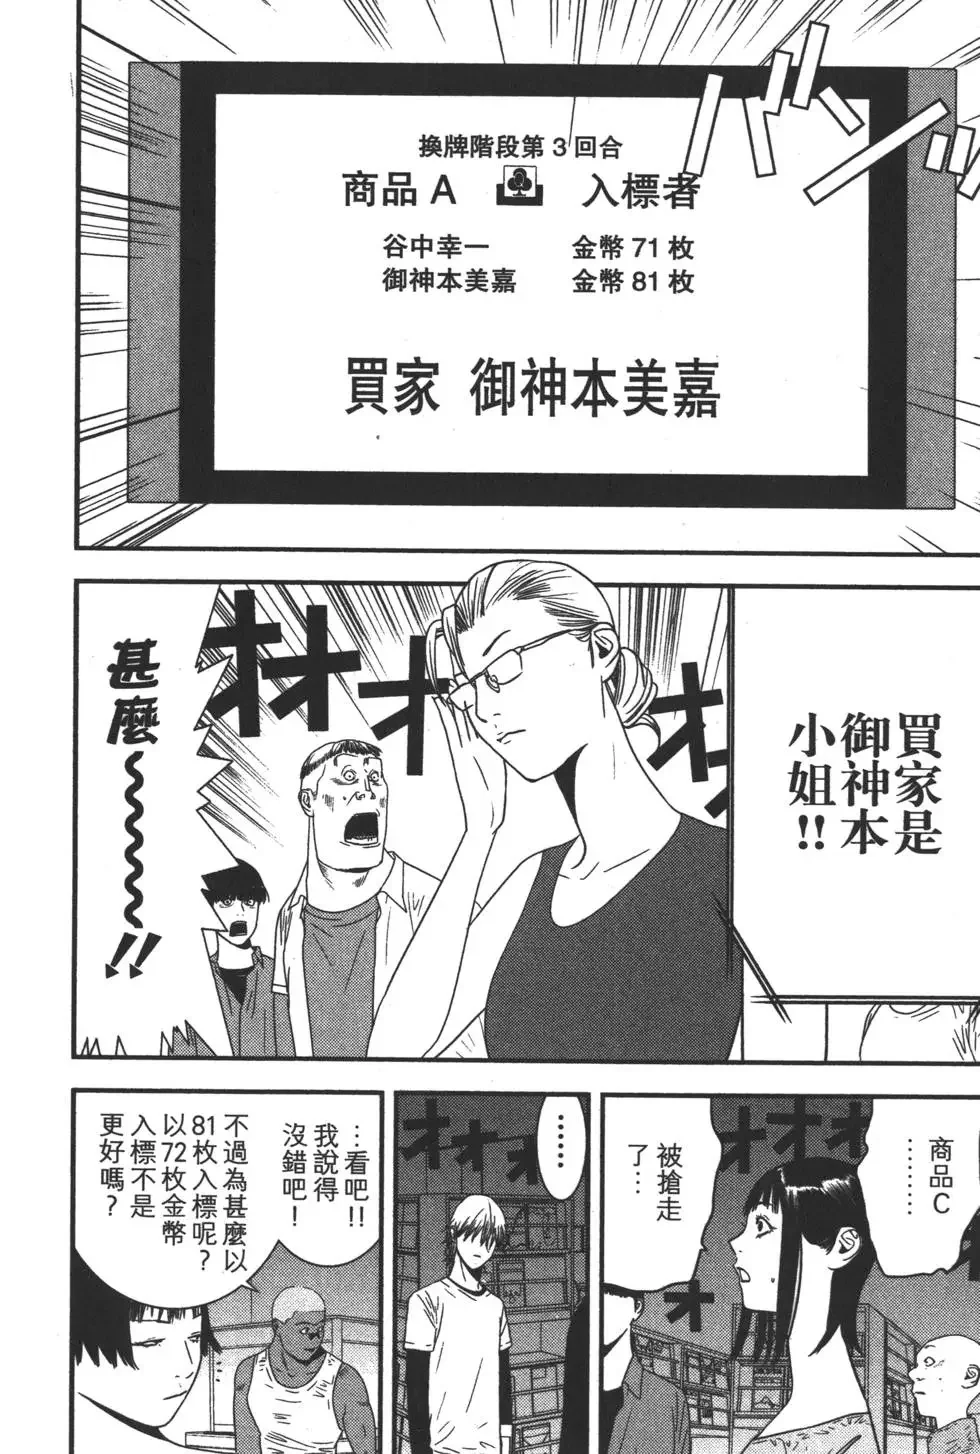 換牌階段第3回合
商品A ♣ 入標者
谷中幸一 金幣71枚
御神本美嘉 金幣81枚
買家 御神本美嘉
買家是
御神本
小姐!!
オオオオオ
甚麼~~!!
商品C
……
被搶走
了…
オオ
オ
……
…看吧!!
我說得
沒錯吧!
不過為甚麼以
81枚入標呢?
以72枚金幣
入標不是
更好嗎?